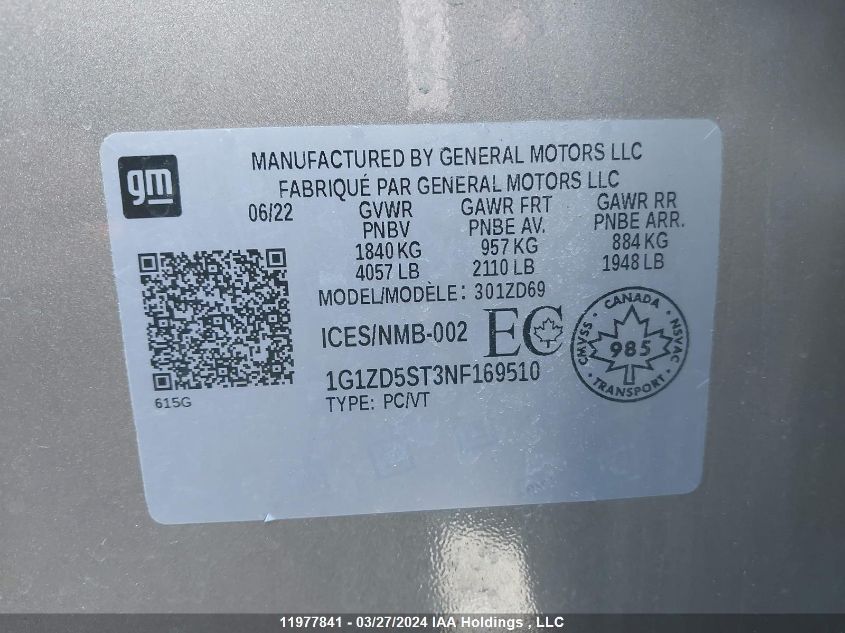 gm
MANUFACTURED BY GENERAL MOTORS LLC
FABRIQUÉ PAR GENERAL MOTORS LLC
06/22 GVWR GAWR FRT GAWR RR
PNBV PNBE AV. PNBE ARR.
1840 KG 957 KG 884 KG
4057 LB 2110 LB 1948 LB
MODEL/MODÈLE: 301ZD69
ICES/NMB-002 EC
CANADA
CMVSS 985 NSVAC
TRANSPORT
1G1ZD5ST3NF169510
615G
TYPE: PC/VT
11977841 - 03/27/2024 IAA Holdings , LLC